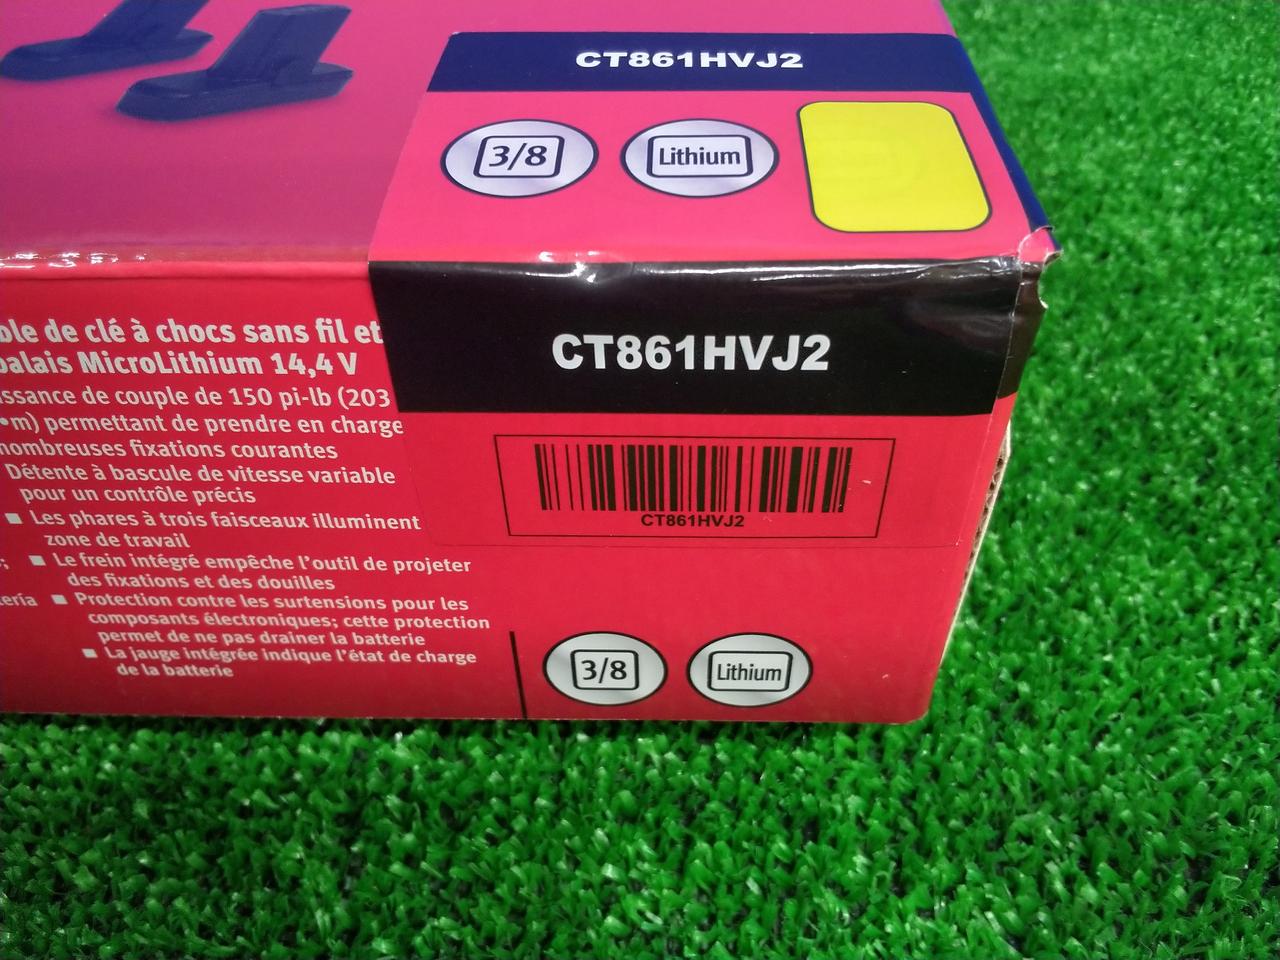 CT861HVJ2
3/8
Lithium
CT861HVJ2
de clé à chocs sans fil et
MicroLithium 14,4 V
de couple de 150 pi-lb (203
•m) permettant de prendre en charge
nombreuses fixations courantes
Détente à bascule de vitesse variable
pour un contrôle précis
■ Les phares à trois faisceaux illuminent
zone de travail
■ Le frein intégré empêche l'outil de projeter
des fixations et des douilles
■ Protection contre les surtensions pour les
composants électroniques; cette protection
permet de ne pas drainer la batterie
■ La jauge intégrée indique l'état de charge
de la batterie
CT861HVJ2
3/8
Lithium